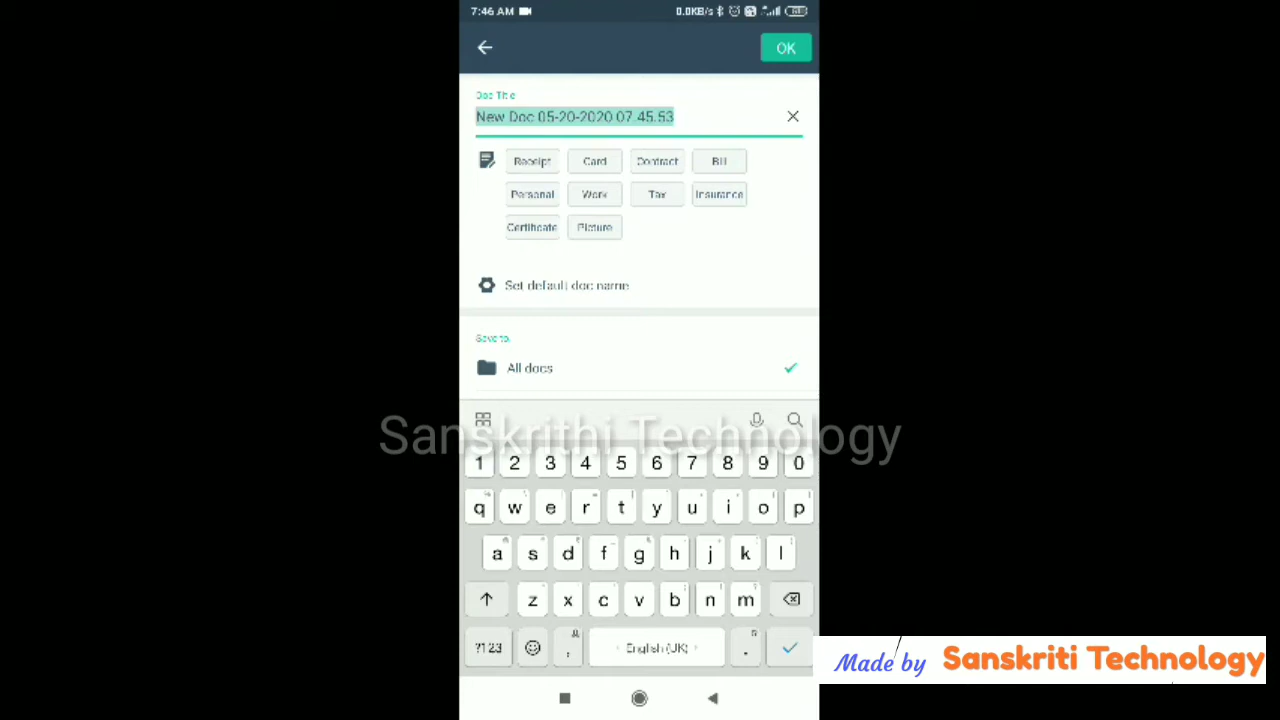 7:46 AM
0.0KB/s
OK
Doc Title
New Doc 05-20-2020 07.45.53
Receipt Card Contract Bill
Personal Work Tax Insurance
Certificate Picture
Set default doc name
Save to
All docs
Sanskrithi Technology
1 2 3 4 5 6 7 8 9 0
q w e r t y u i o p
a s d f g h j k l
z x c v b n m
?123 , English (UK) .
Made by Sanskriti Technology